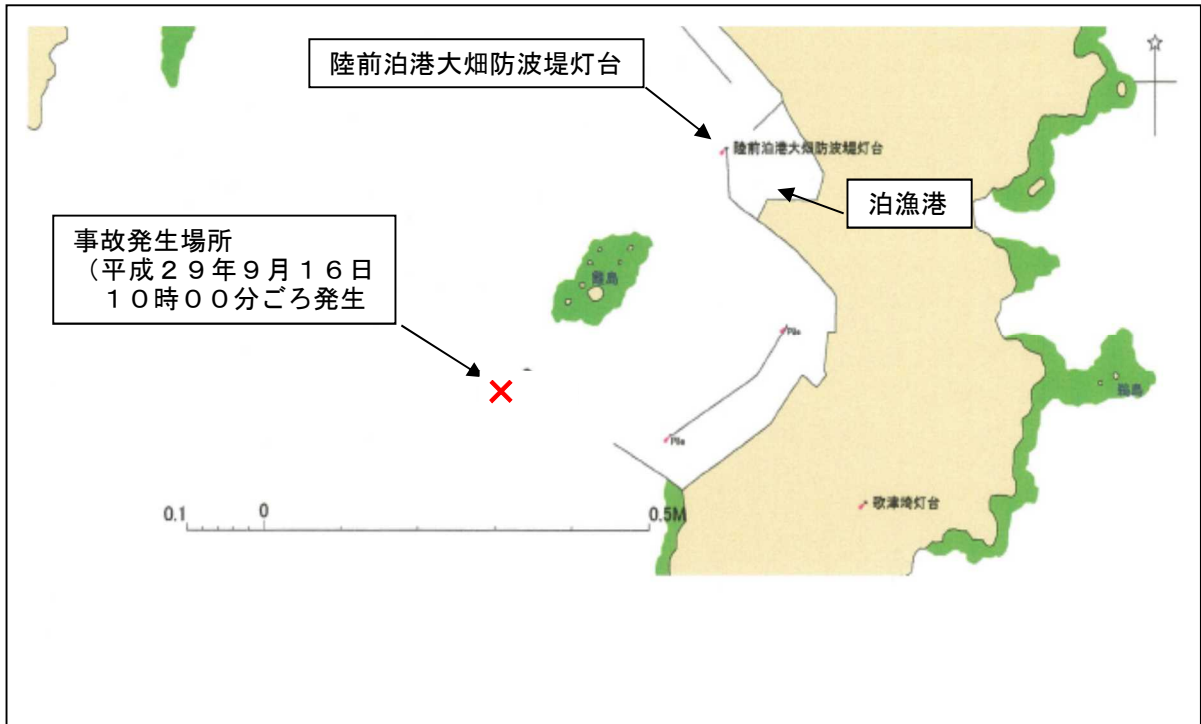 陸前泊港大畑防波堤灯台
陸前泊港大畑防波堤灯台
泊漁港
事故発生場所
（平成２９年９月１６日
１０時００分ごろ発生
Pile
Pile
歌津埼灯台
0.1 0 0.5M